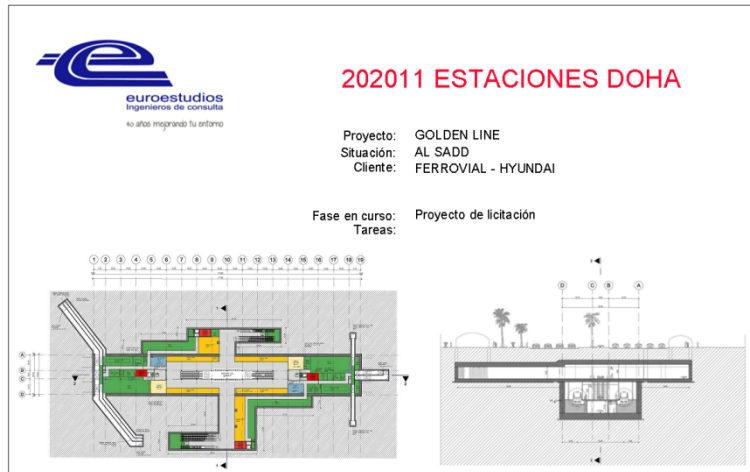 euroestudios
Ingenieros de consulta
40 años mejorando tu entorno
202011 ESTACIONES DOHA
Proyecto: GOLDEN LINE
Situación: AL SADD
Cliente: FERROVIAL - HYUNDAI
Fase en curso: Proyecto de licitación
Tareas:
1 2 3 4 5 6 7 8 9 10 11 12 13 14 15 16 17 18 19
A
B
C
D
D C B A